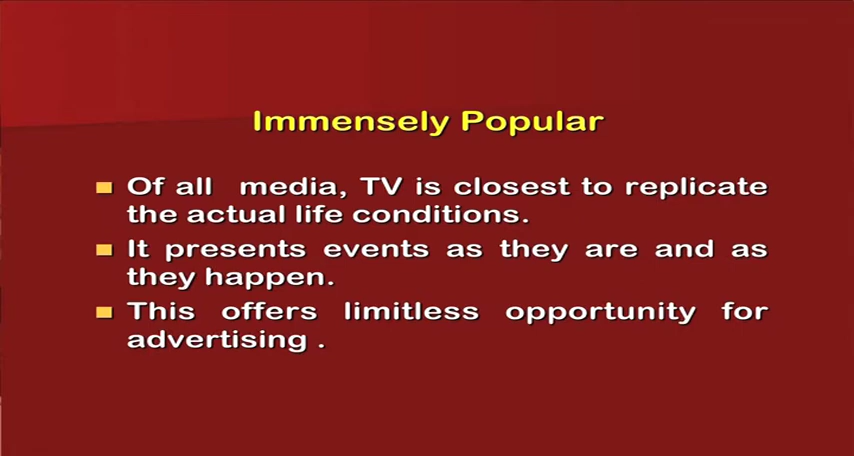 Immensely Popular
Of all media, TV is closest to replicate
the actual life conditions.
It presents events as they are and as
they happen.
This offers limitless opportunity for
advertising .